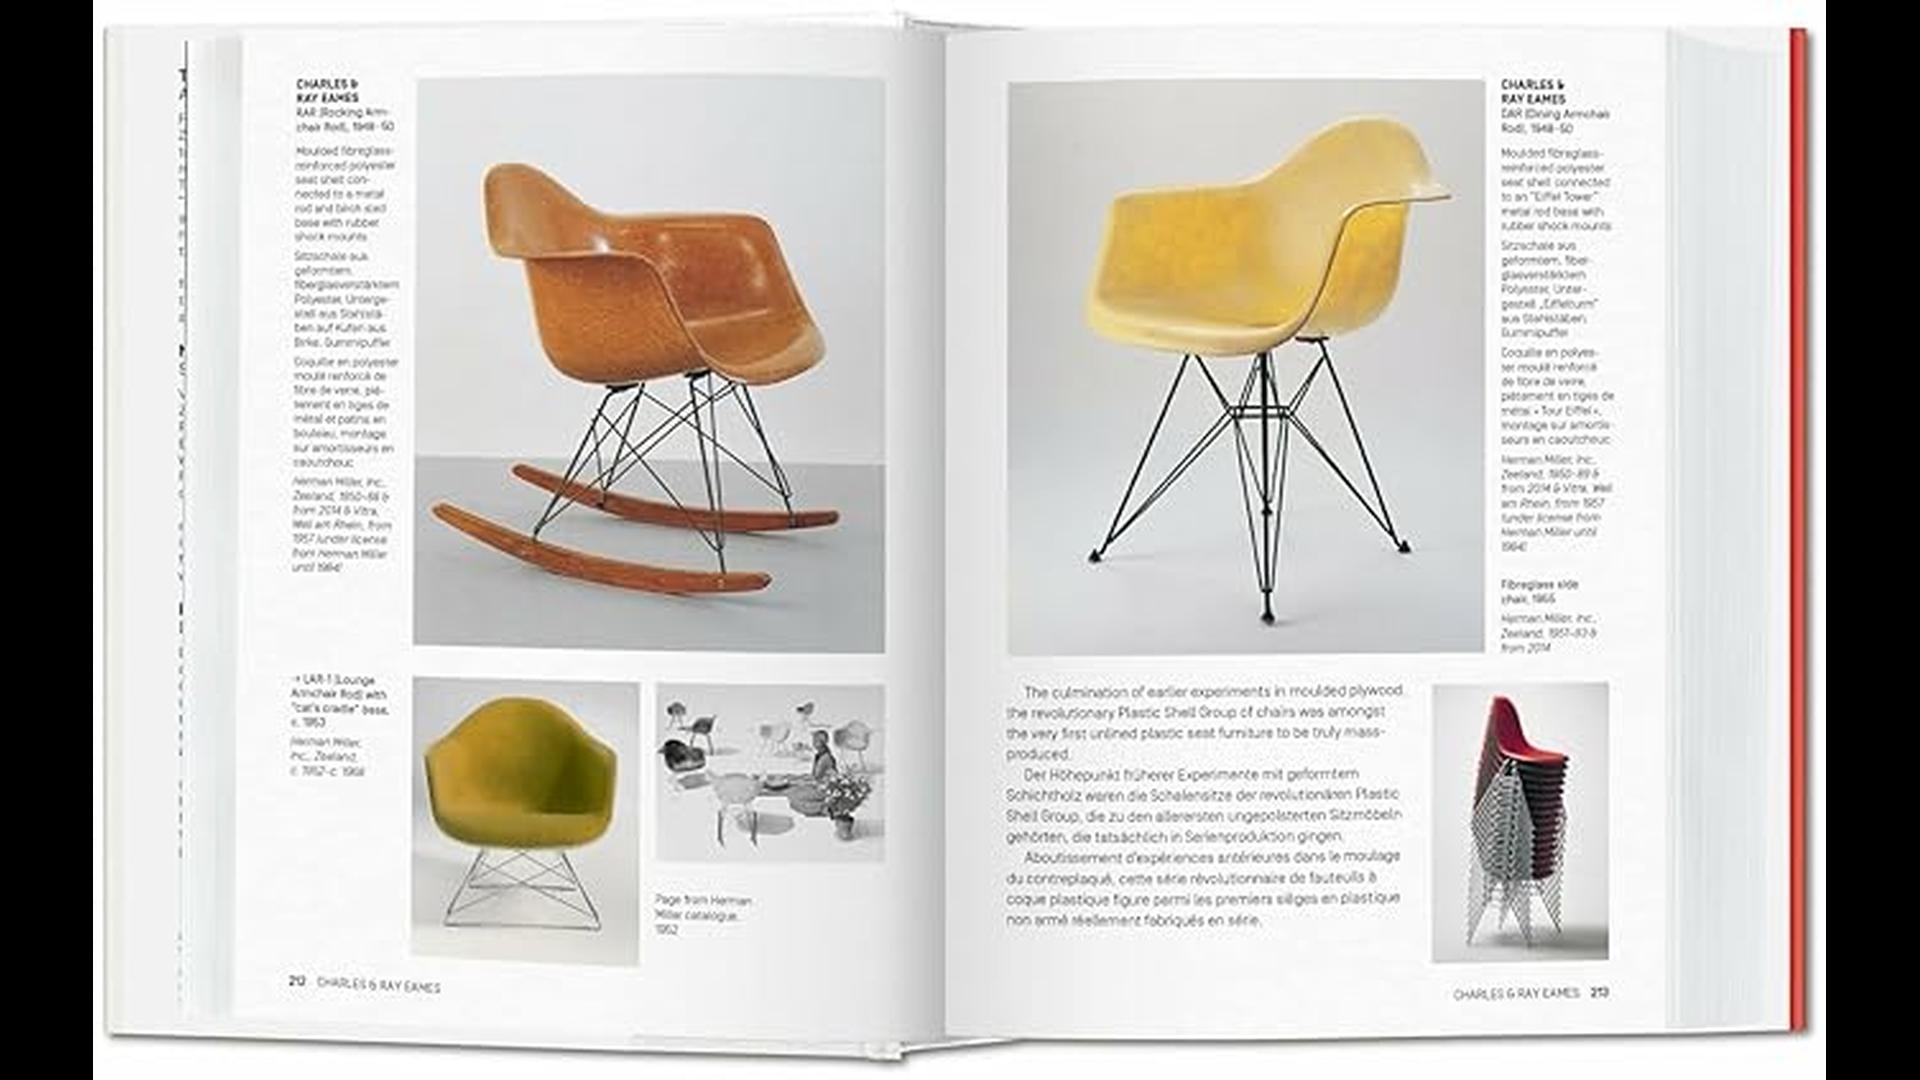 CHARLES &
RAY EAMES
RAR (Rocking Arm-
chair Rod), 1948–50
Moulded fibreglass-
reinforced polyester
seat shell con-
nected to a metal
rod and birch sled
base with rubber
shock mounts
Sitzschale aus
geformtem,
fiberglasverstärktem
Polyester, Unterge-
stell aus Stahlstä-
ben auf Kufen aus
Birke, Gummipuffer
Coquille en polyester
moulé renforcé de
fibre de verre, pié-
tement en tiges de
métal et patins en
bouleau, montage
sur amortisseurs en
caoutchouc
Herman Miller, Inc.,
Zeeland, 1950–88 &
from 2014 & Vitra,
Weil am Rhein, from
1957 (under license
from Herman Miller
until 1984)
→ LAR-1 (Lounge
Armchair Rod) with
"cat's cradle" base,
c. 1953
Herman Miller,
Inc., Zeeland,
c. 1952–c. 1968
Page from Herman
Miller catalogue,
1952
212 CHARLES & RAY EAMES
CHARLES &
RAY EAMES
DAR (Dining Armchair
Rod), 1948–50
Moulded fibreglass-
reinforced polyester
seat shell connected
to an "Eiffel Tower"
metal rod base with
rubber shock mounts
Sitzschale aus
geformtem, fiber-
glasverstärktem
Polyester, Unter-
gestell „Eiffelturm"
aus Stahlstäben,
Gummipuffer
Coquille en polyes-
ter moulé renforcé
de fibre de verre,
piètement en tiges de
métal « Tour Eiffel »,
montage sur amortis-
seurs en caoutchouc
Herman Miller, Inc.,
Zeeland, 1950–89 &
from 2014 & Vitra, Weil
am Rhein, from 1957
(under license from
Herman Miller until
1984)
Fibreglass side
chair, 1955
Herman Miller, Inc.,
Zeeland, 1957–93 &
from 2014
The culmination of earlier experiments in moulded plywood,
the revolutionary Plastic Shell Group of chairs was amongst
the very first unlined plastic seat furniture to be truly mass-
produced.
Der Höhepunkt früherer Experimente mit geformtem
Schichtholz waren die Schalensitze der revolutionären Plastic
Shell Group, die zu den allerersten ungepolsterten Sitzmöbeln
gehörten, die tatsächlich in Serienproduktion gingen.
Aboutissement d'expériences antérieures dans le moulage
du contreplaqué, cette série révolutionnaire de fauteuils à
coque plastique figure parmi les premiers sièges en plastique
non armé réellement fabriqués en série.
CHARLES & RAY EAMES 213